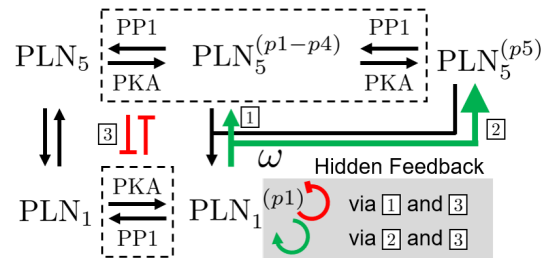 PP1 PP1
PLN₅ PLN₅^(p1−p4) PLN₅^(p5)
PKA PKA
1
3 2
ω
Hidden Feedback
PKA
PLN₁ PLN₁^(p1) via 1 and 3
PP1
via 2 and 3